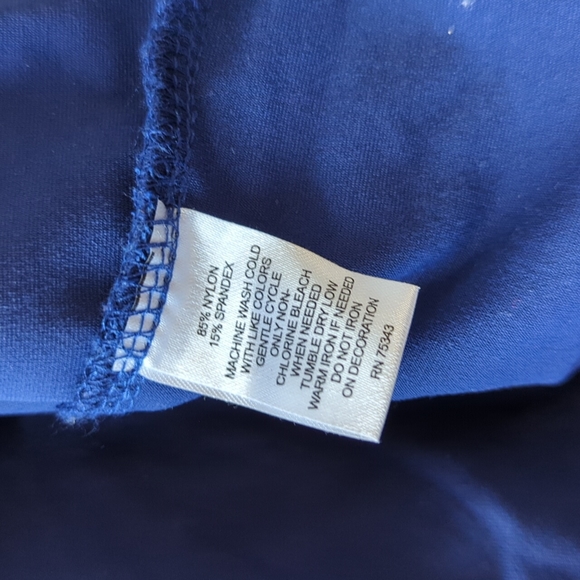 85% NYLON
15% SPANDEX
MACHINE WASH COLD
WITH LIKE COLORS
GENTLE CYCLE
ONLY NON-
CHLORINE BLEACH
WHEN NEEDED
TUMBLE DRY LOW
WARM IRON IF NEEDED
DO NOT IRON
ON DECORATION
RN 75343